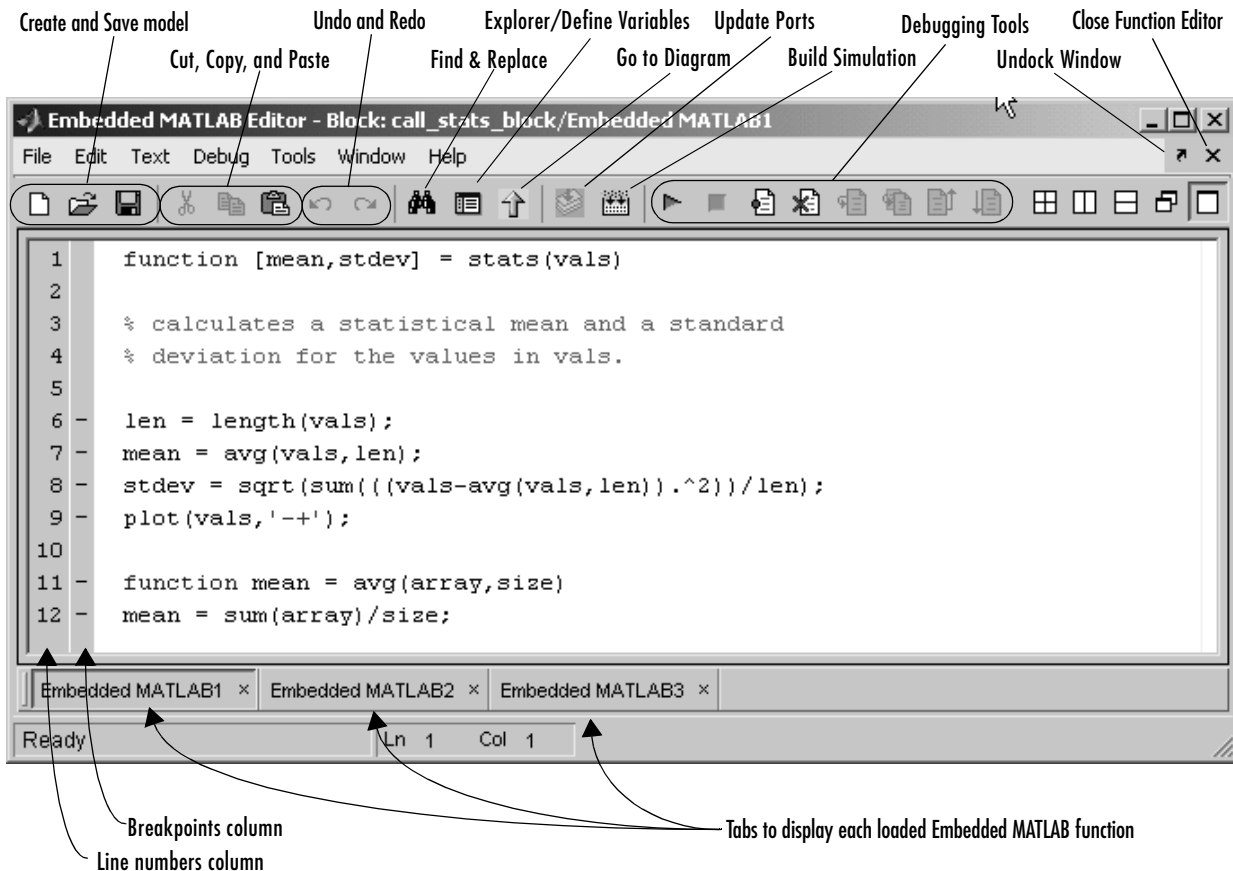 Create and Save model Undo and Redo Explorer/Define Variables Update Ports Debugging Tools Close Function Editor
Cut, Copy, and Paste Find & Replace Go to Diagram Build Simulation Undock Window
Embedded MATLAB Editor - Block: call_stats_block/Embedded MATLAB1
File Edit Text Debug Tools Window Help
1 function [mean,stdev] = stats(vals)
2
3 % calculates a statistical mean and a standard
4 % deviation for the values in vals.
5
6 - len = length(vals);
7 - mean = avg(vals,len);
8 - stdev = sqrt(sum(((vals-avg(vals,len)).^2))/len);
9 - plot(vals,'-+');
10
11 - function mean = avg(array,size)
12 - mean = sum(array)/size;
Embedded MATLAB1 × Embedded MATLAB2 × Embedded MATLAB3 ×
Ready Ln 1 Col 1
Breakpoints column Tabs to display each loaded Embedded MATLAB function
Line numbers column